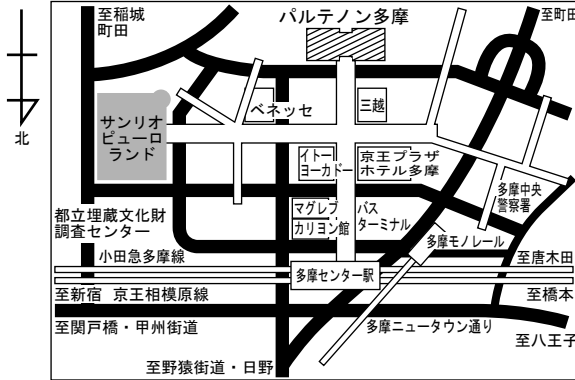 至稲城
町田
パルテノン多摩
至町田
ベネッセ
三越
北
サンリオ
ピューロ
ランド
イトー
ヨーカドー
京王プラザ
ホテル多摩
多摩中央
警察署
都立埋蔵文化財
調査センター
マグレブ
カリヨン館
バス
ターミナル
小田急多摩線
多摩モノレール
多摩センター駅
至唐木田
至新宿 京王相模原線
至橋本
至関戸橋・甲州街道
多摩ニュータウン通り
至八王子
至野猿街道・日野